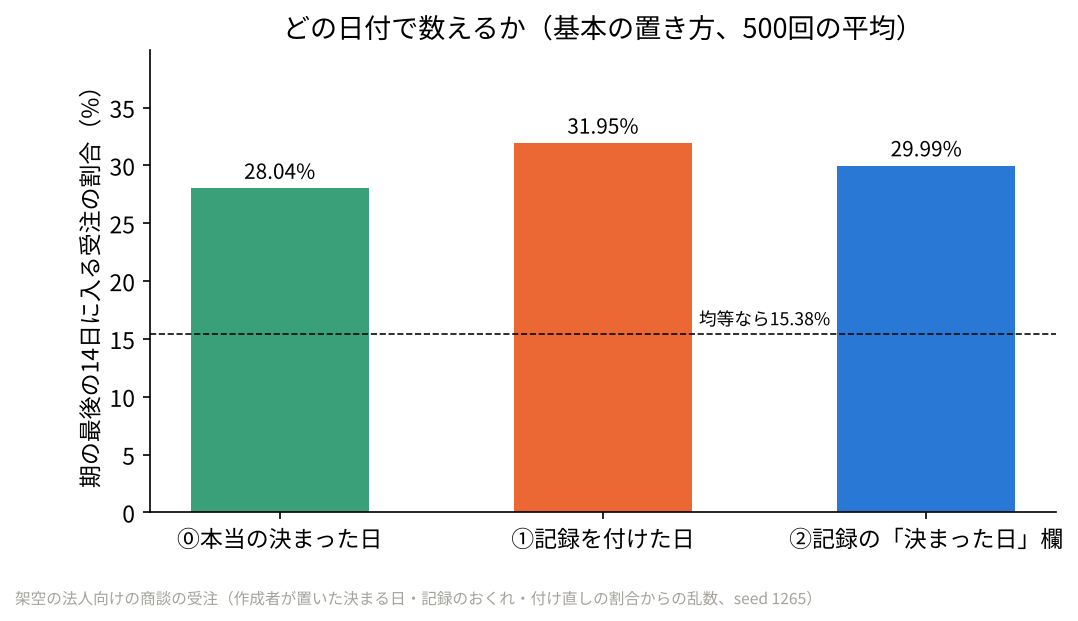 どの日付で数えるか（基本の置き方、500回の平均）
期の最後の14日に入る受注の割合（%）
35
30
25
20
15
10
5
0
28.04%
31.95%
29.99%
均等なら15.38%
⓪本当の決まった日
①記録を付けた日
②記録の「決まった日」欄
架空の法人向けの商談の受注（作成者が置いた決まる日・記録のおくれ・付け直しの割合からの乱数、seed 1265）